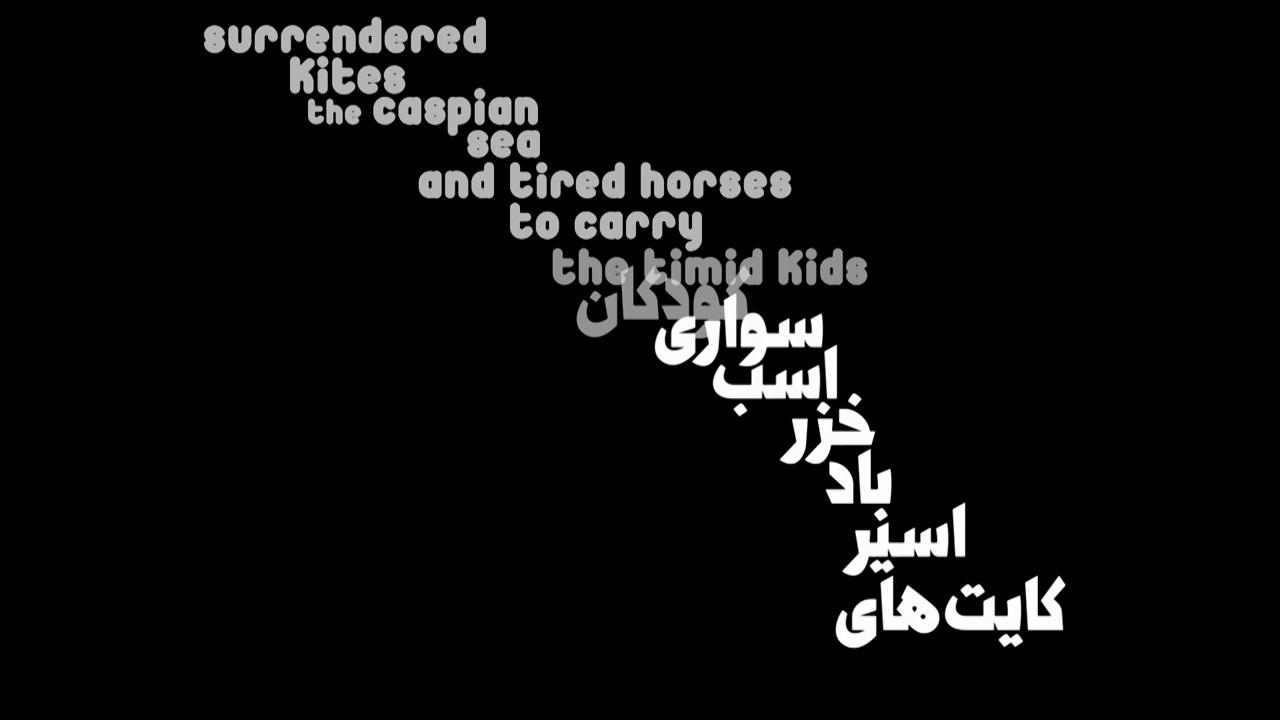 surrendered
Kites
the caspian
sea
and tired horses
to carry
the timid Kids
کودکان
سواری
اسب
خزر
باد
اسیر
کایت‌های